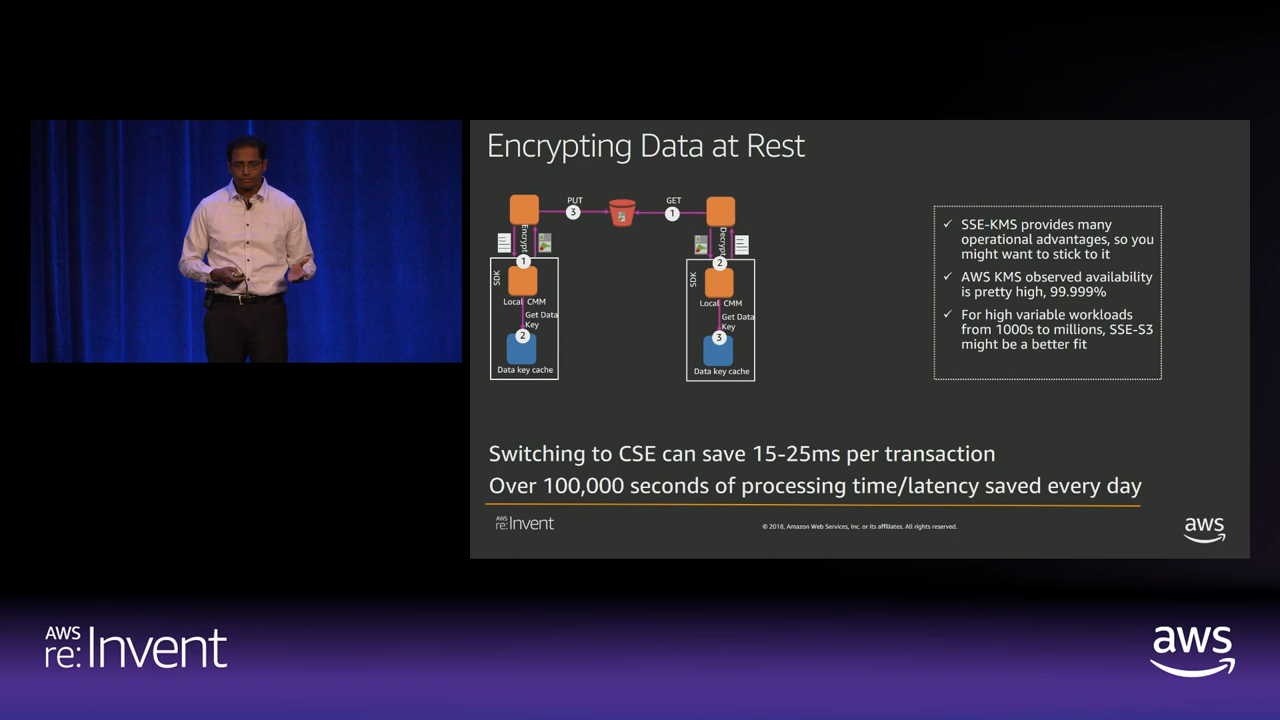 Encrypting Data at Rest
PUT
3
GET
1
Encrypt
Decrypt
1
2
SDK
SDK
Local CMM
Local CMM
Get Data
Key
Get Data
Key
2
3
Data key cache
Data key cache
✓ SSE-KMS provides many
operational advantages, so you
might want to stick to it
✓ AWS KMS observed availability
is pretty high, 99.999%
✓ For high variable workloads
from 1000s to millions, SSE-S3
might be a better fit
Switching to CSE can save 15-25ms per transaction
Over 100,000 seconds of processing time/latency saved every day
AWS
re:Invent
© 2018, Amazon Web Services, Inc. or its affiliates. All rights reserved.
aws
AWS
re:Invent
aws